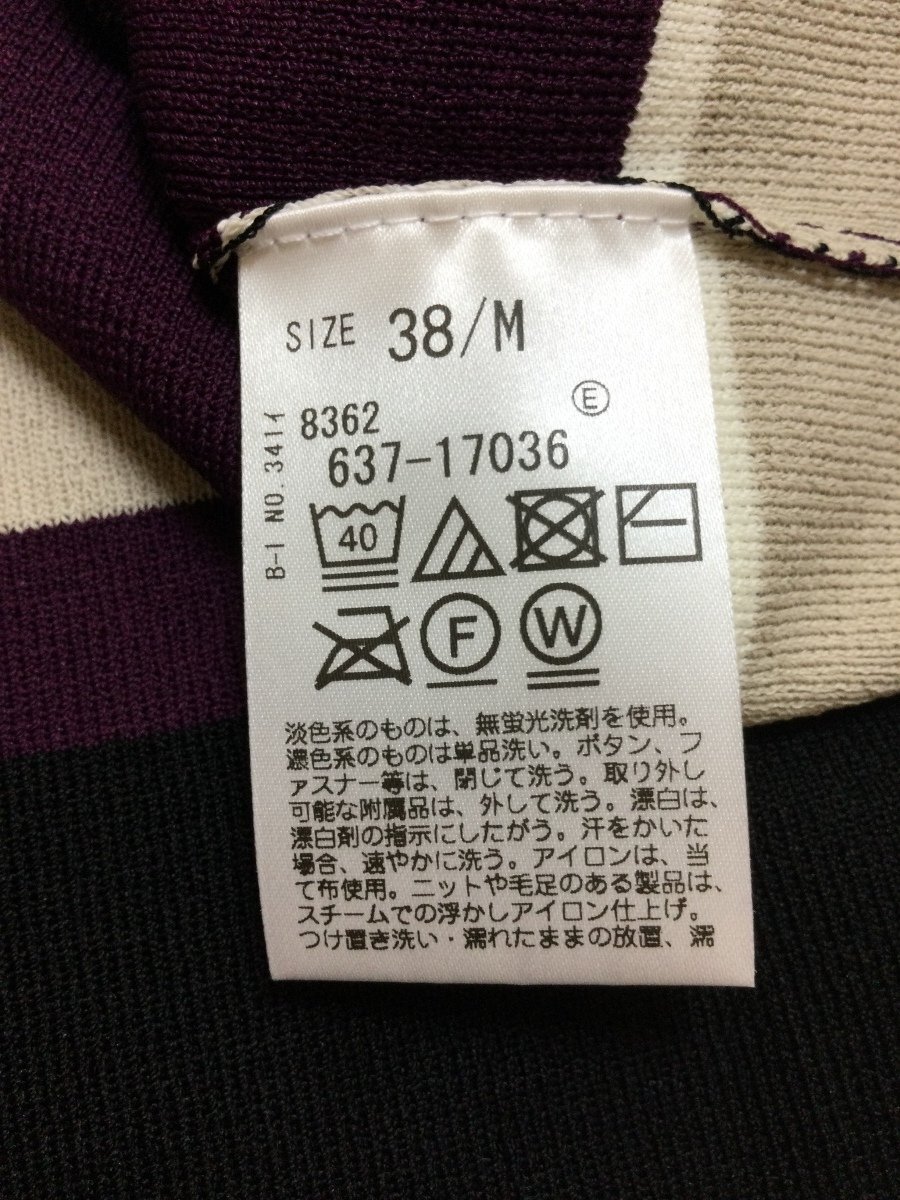 SIZE 38/M
8362
Ⓔ
637-17036
B-1 NO.341イ
40
F
W
淡色系のものは、無蛍光洗剤を使用。
濃色系のものは単品洗い。ボタン、フ
ァスナー等は、閉じて洗う。取り外し
可能な附属品は、外して洗う。漂白は、
漂白剤の指示にしたがう。汗をかいた
場合、速やかに洗う。アイロンは、当
て布使用。ニットや毛足のある製品は、
スチームでの浮かしアイロン仕上げ。
つけ置き洗い・濡れたままの放置、濡